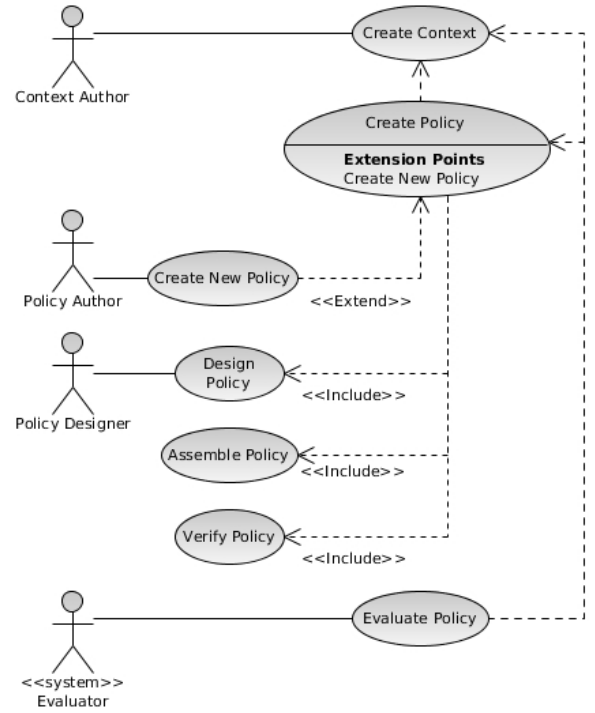 Create Context
Context Author
Create Policy
Extension Points
Create New Policy
Create New Policy
Policy Author
<<Extend>>
Design
Policy
<<Include>>
Policy Designer
Assemble Policy
<<Include>>
Verify Policy
<<Include>>
Evaluate Policy
<<system>>
Evaluator